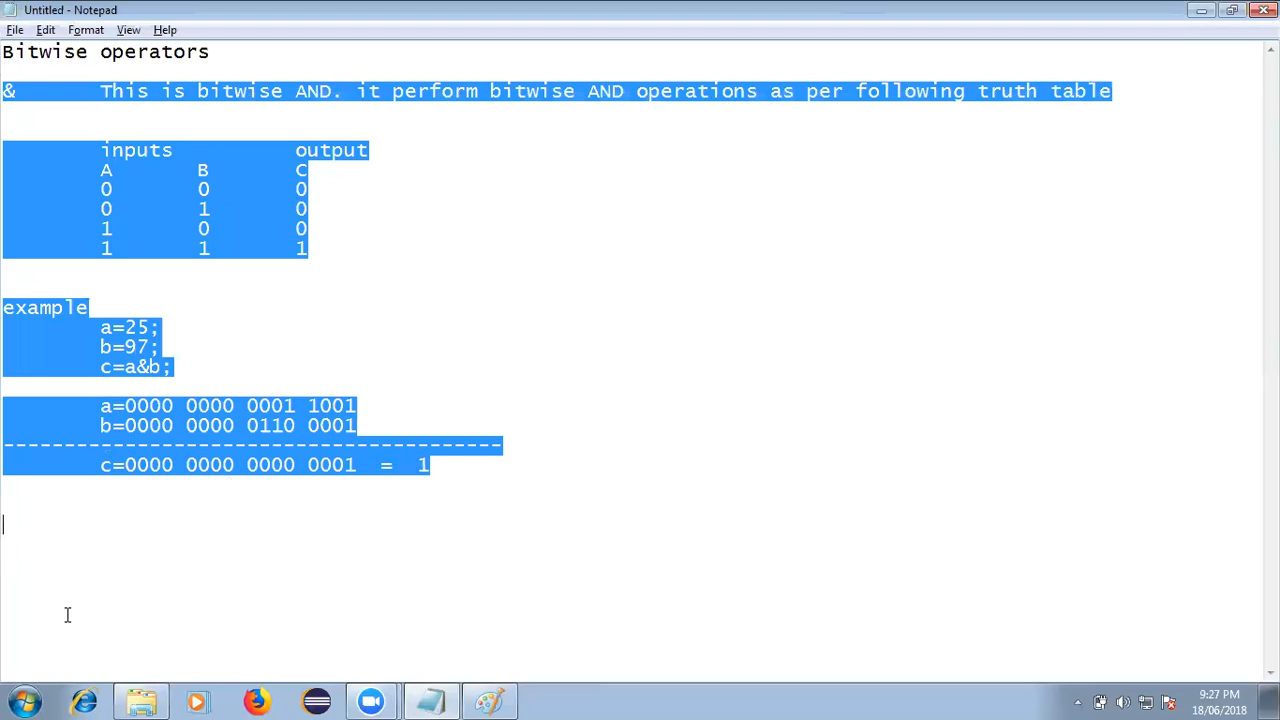 Untitled - Notepad
File Edit Format View Help
Bitwise operators
& This is bitwise AND. it perform bitwise AND operations as per following truth table
inputs output
A B C
0 0 0
0 1 0
1 0 0
1 1 1
example
a=25;
b=97;
c=a&b;
a=0000 0000 0001 1001
b=0000 0000 0110 0001
-----------------------------------------
c=0000 0000 0000 0001 = 1
9:27 PM
18/06/2018